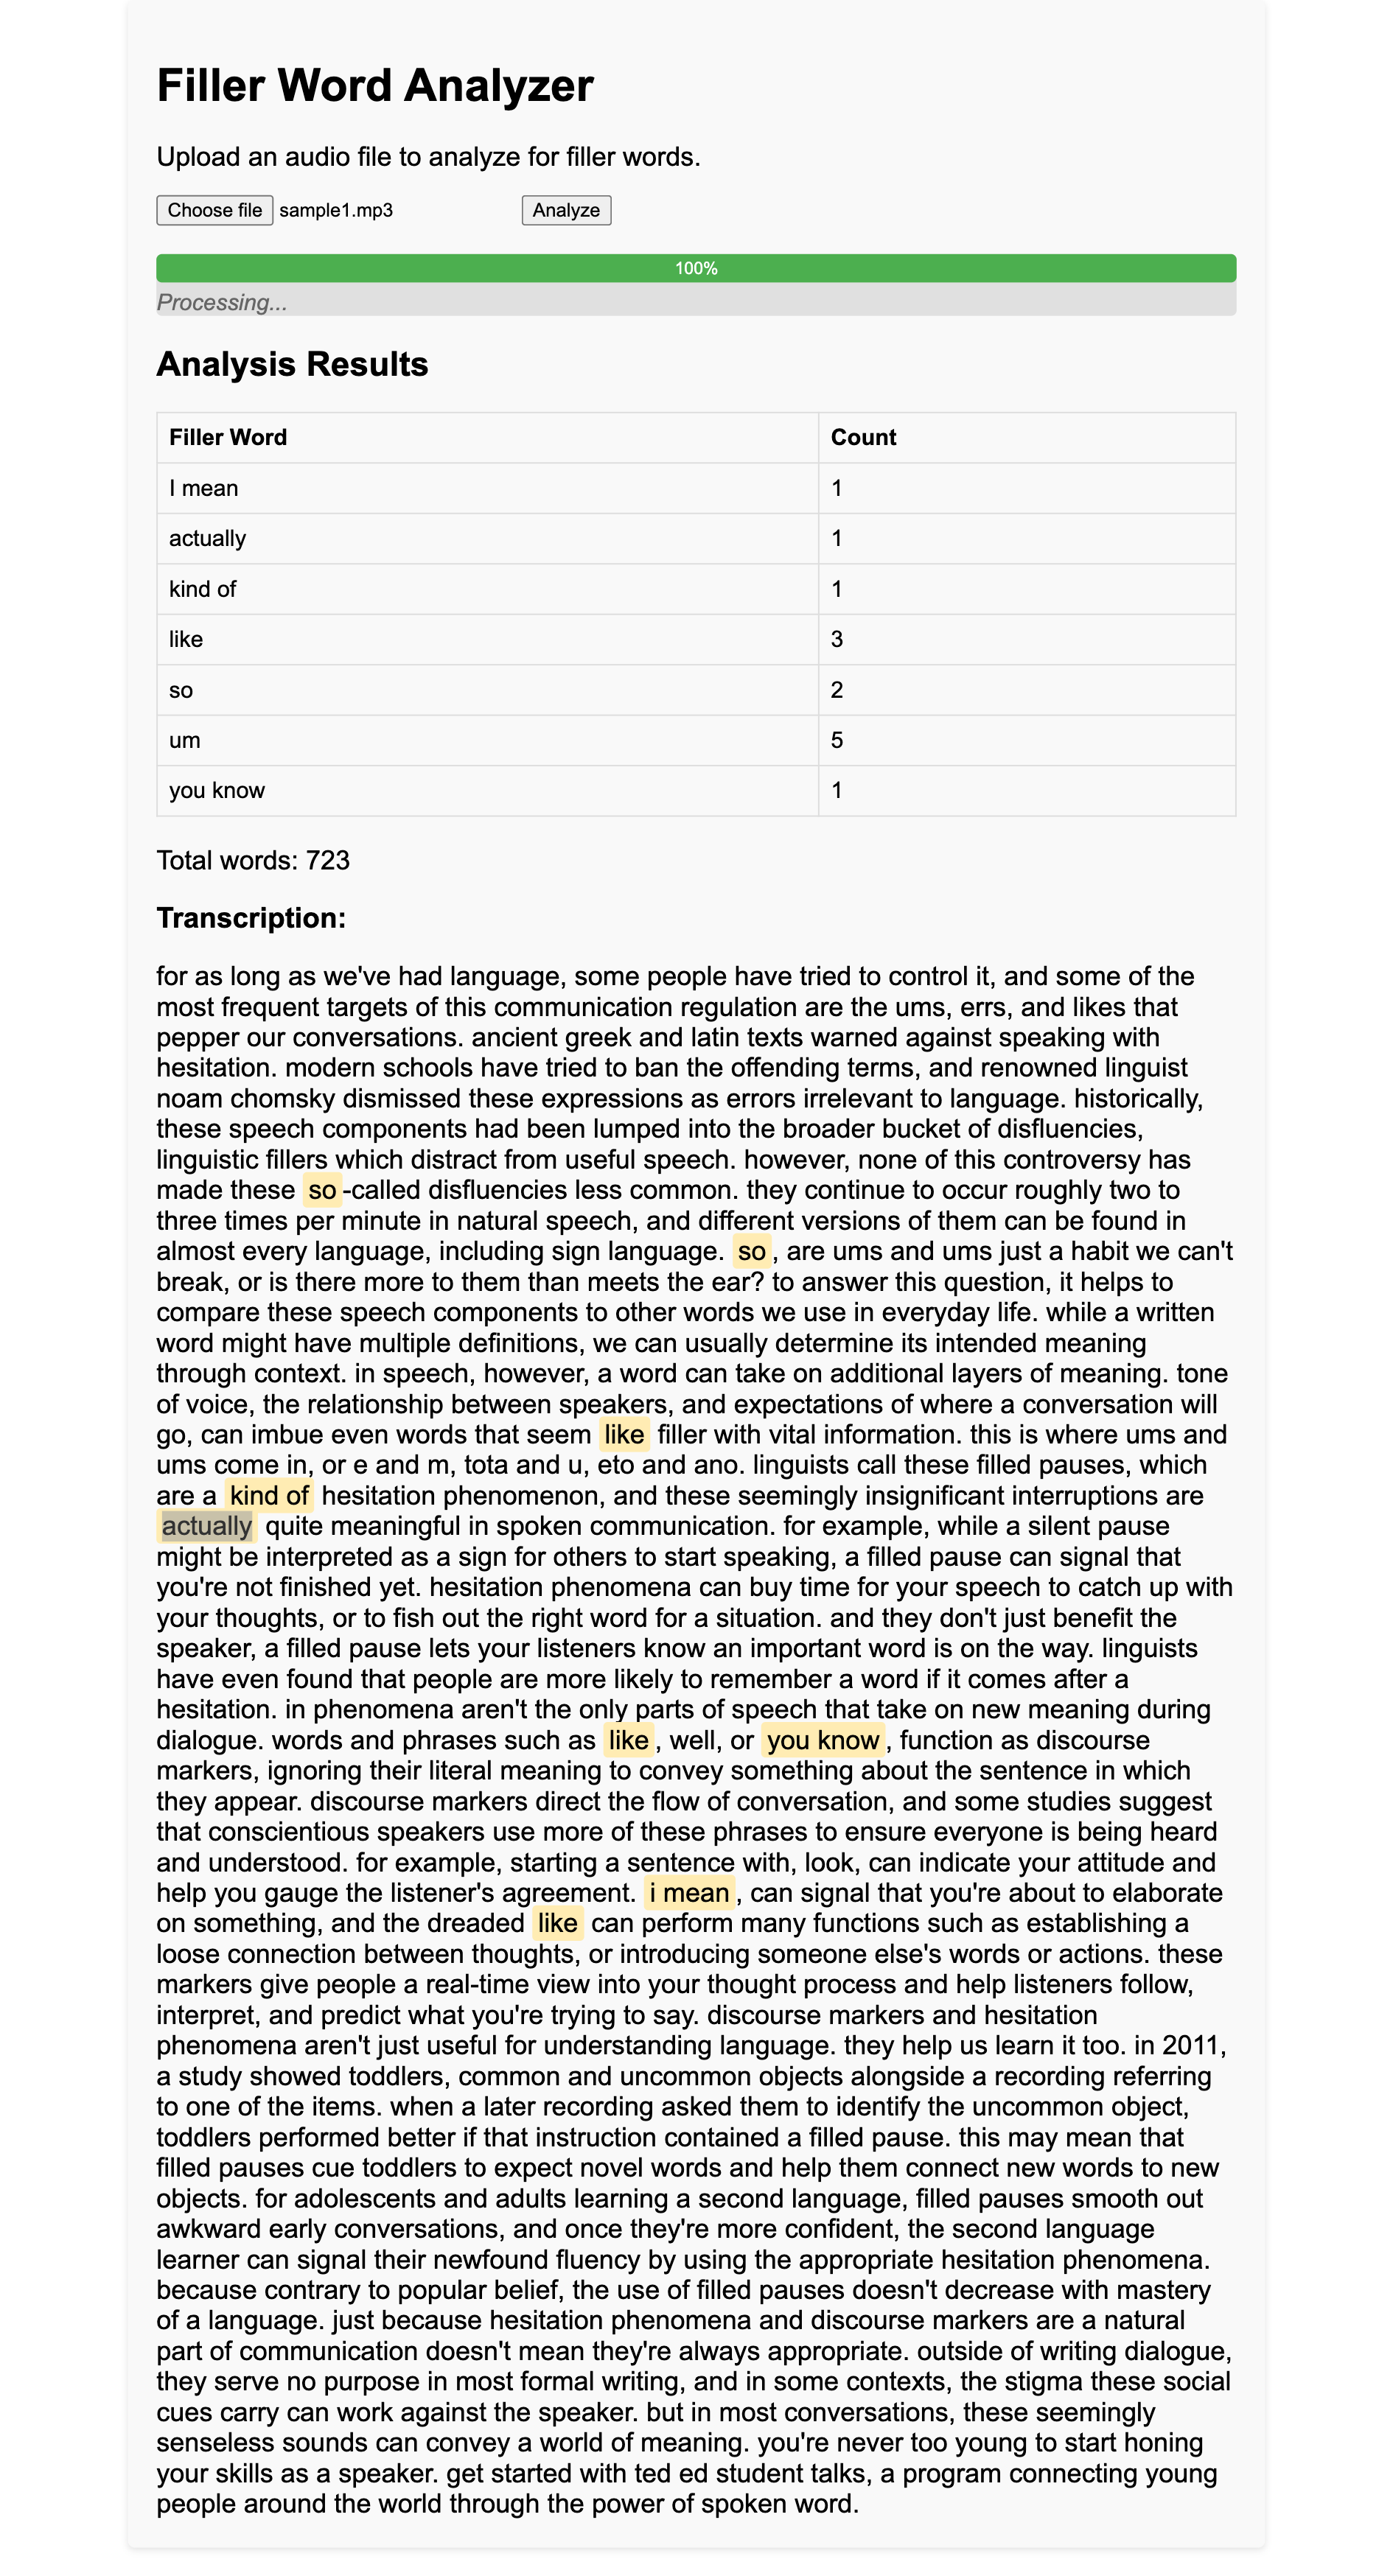 Filler Word Analyzer
Upload an audio file to analyze for filler words.
Choose file sample1.mp3 Analyze
100%
Processing...
Analysis Results
Filler Word Count
I mean 1
actually 1
kind of 1
like 3
so 2
um 5
you know 1
Total words: 723
Transcription:
for as long as we've had language, some people have tried to control it, and some of the
most frequent targets of this communication regulation are the ums, errs, and likes that
pepper our conversations. ancient greek and latin texts warned against speaking with
hesitation. modern schools have tried to ban the offending terms, and renowned linguist
noam chomsky dismissed these expressions as errors irrelevant to language. historically,
these speech components had been lumped into the broader bucket of disfluencies,
linguistic fillers which distract from useful speech. however, none of this controversy has
made these so-called disfluencies less common. they continue to occur roughly two to
three times per minute in natural speech, and different versions of them can be found in
almost every language, including sign language. so, are ums and ums just a habit we can't
break, or is there more to them than meets the ear? to answer this question, it helps to
compare these speech components to other words we use in everyday life. while a written
word might have multiple definitions, we can usually determine its intended meaning
through context. in speech, however, a word can take on additional layers of meaning. tone
of voice, the relationship between speakers, and expectations of where a conversation will
go, can imbue even words that seem like filler with vital information. this is where ums and
ums come in, or e and m, tota and u, eto and ano. linguists call these filled pauses, which
are a kind of hesitation phenomenon, and these seemingly insignificant interruptions are
actually quite meaningful in spoken communication. for example, while a silent pause
might be interpreted as a sign for others to start speaking, a filled pause can signal that
you're not finished yet. hesitation phenomena can buy time for your speech to catch up with
your thoughts, or to fish out the right word for a situation. and they don't just benefit the
speaker, a filled pause lets your listeners know an important word is on the way. linguists
have even found that people are more likely to remember a word if it comes after a
hesitation. in phenomena aren't the only parts of speech that take on new meaning during
dialogue. words and phrases such as like, well, or you know, function as discourse
markers, ignoring their literal meaning to convey something about the sentence in which
they appear. discourse markers direct the flow of conversation, and some studies suggest
that conscientious speakers use more of these phrases to ensure everyone is being heard
and understood. for example, starting a sentence with, look, can indicate your attitude and
help you gauge the listener's agreement. i mean, can signal that you're about to elaborate
on something, and the dreaded like can perform many functions such as establishing a
loose connection between thoughts, or introducing someone else's words or actions. these
markers give people a real-time view into your thought process and help listeners follow,
interpret, and predict what you're trying to say. discourse markers and hesitation
phenomena aren't just useful for understanding language. they help us learn it too. in 2011,
a study showed toddlers, common and uncommon objects alongside a recording referring
to one of the items. when a later recording asked them to identify the uncommon object,
toddlers performed better if that instruction contained a filled pause. this may mean that
filled pauses cue toddlers to expect novel words and help them connect new words to new
objects. for adolescents and adults learning a second language, filled pauses smooth out
awkward early conversations, and once they're more confident, the second language
learner can signal their newfound fluency by using the appropriate hesitation phenomena.
because contrary to popular belief, the use of filled pauses doesn't decrease with mastery
of a language. just because hesitation phenomena and discourse markers are a natural
part of communication doesn't mean they're always appropriate. outside of writing dialogue,
they serve no purpose in most formal writing, and in some contexts, the stigma these social
cues carry can work against the speaker. but in most conversations, these seemingly
senseless sounds can convey a world of meaning. you're never too young to start honing
your skills as a speaker. get started with ted ed student talks, a program connecting young
people around the world through the power of spoken word.